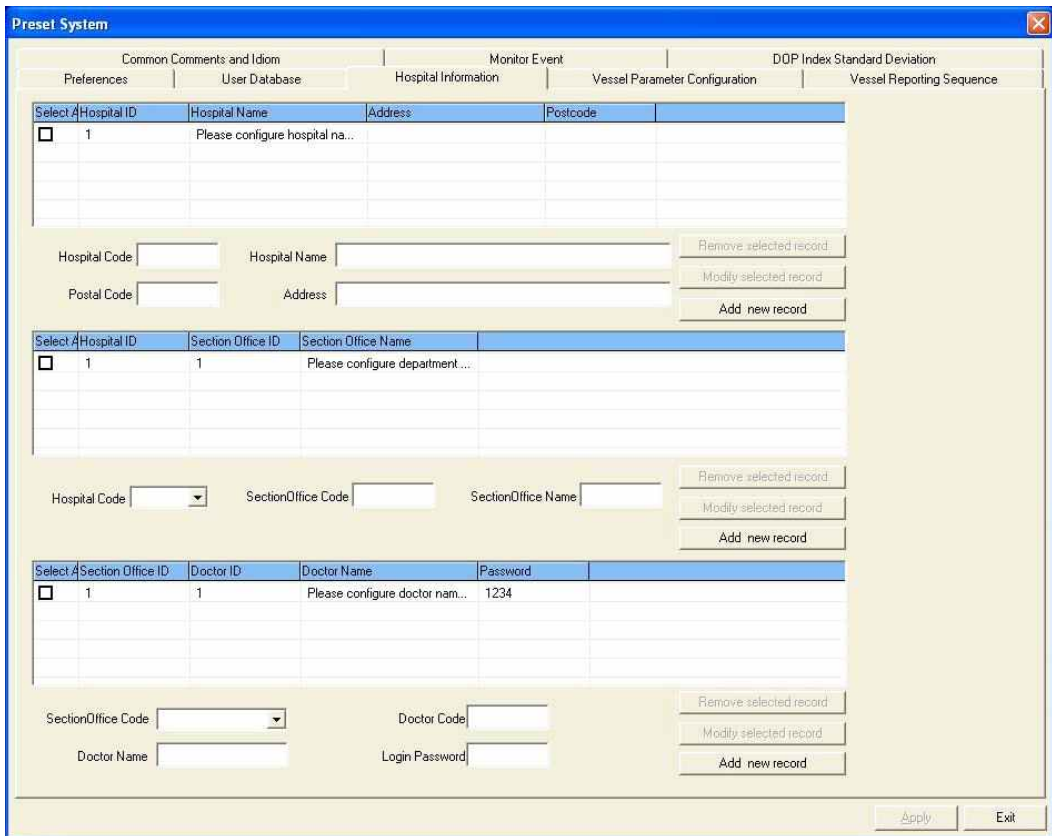 Preset System
Common Comments and Idiom Monitor Event DOP Index Standard Deviation
Preferences User Database Hospital Information Vessel Parameter Configuration Vessel Reporting Sequence
Select A Hospital ID Hospital Name Address Postcode
1 Please configure hospital na...
Hospital Code Hospital Name Remove selected record
Modify selected record
Postal Code Address
Add new record
Select A Hospital ID Section Office ID Section Office Name
1 1 Please configure department ...
Remove selected record
Hospital Code SectionOffice Code SectionOffice Name
Modify selected record
Add new record
Select A Section Office ID Doctor ID Doctor Name Password
1 1 Please configure doctor nam... 1234
Remove selected record
SectionOffice Code Doctor Code
Modify selected record
Doctor Name Login Password Add new record
Apply Exit